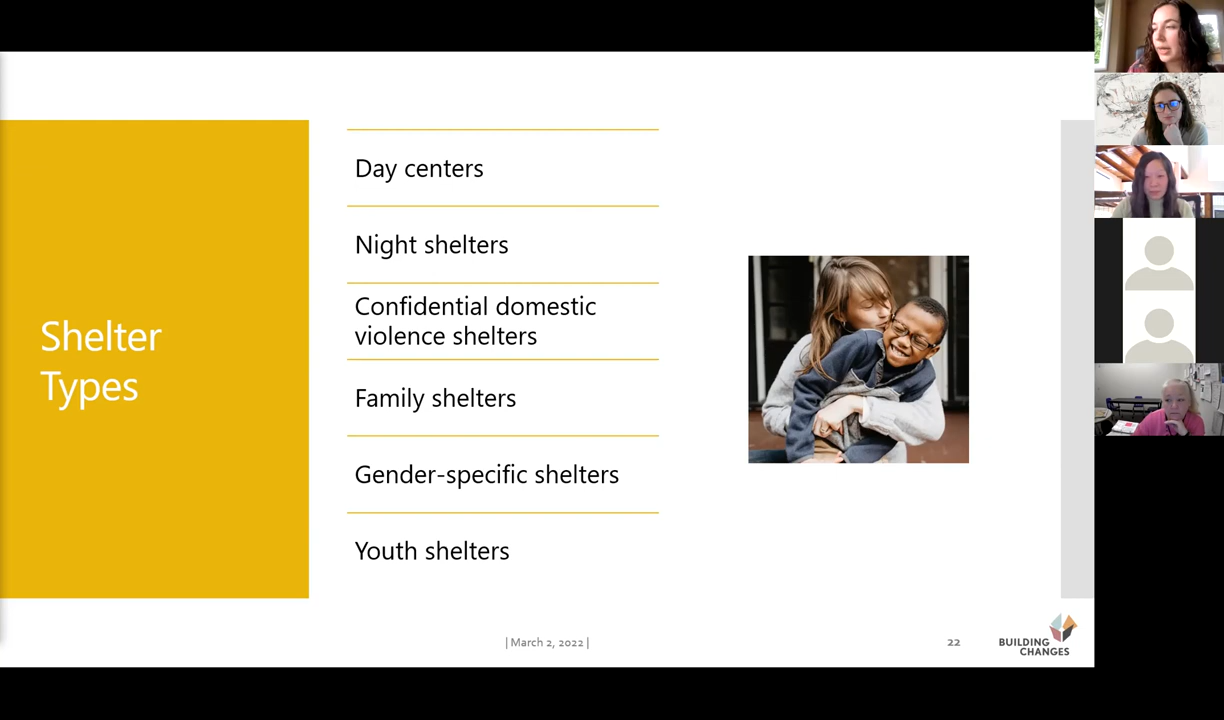 Shelter
Types
Day centers
Night shelters
Confidential domestic
violence shelters
Family shelters
Gender-specific shelters
Youth shelters
| March 2, 2022 |
22
BUILDING
CHANGES